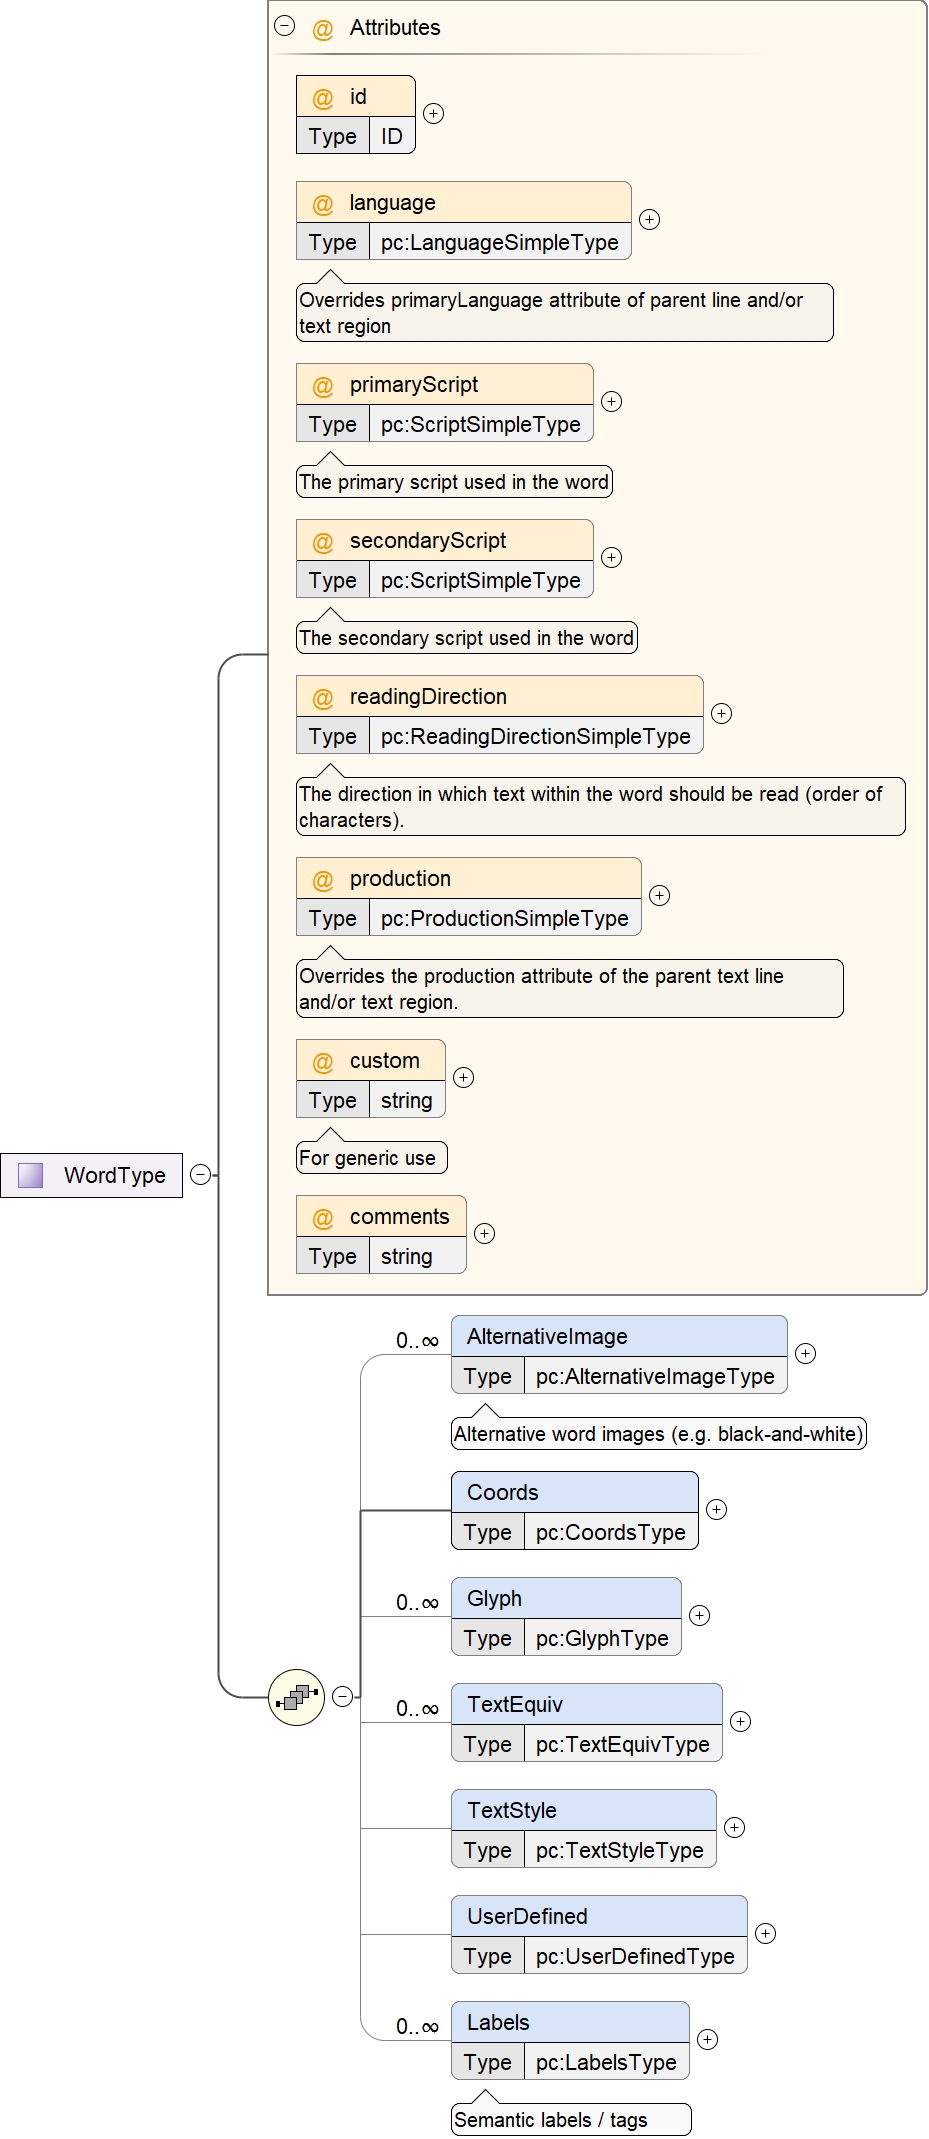 @ Attributes
@ id
Type ID
@ language
Type pc:LanguageSimpleType
Overrides primaryLanguage attribute of parent line and/or
text region
@ primaryScript
Type pc:ScriptSimpleType
The primary script used in the word
@ secondaryScript
Type pc:ScriptSimpleType
The secondary script used in the word
@ readingDirection
Type pc:ReadingDirectionSimpleType
The direction in which text within the word should be read (order of
characters).
@ production
Type pc:ProductionSimpleType
Overrides the production attribute of the parent text line
and/or text region.
@ custom
Type string
For generic use
WordType
@ comments
Type string
0..∞ AlternativeImage
Type pc:AlternativeImageType
Alternative word images (e.g. black-and-white)
Coords
Type pc:CoordsType
0..∞ Glyph
Type pc:GlyphType
0..∞ TextEquiv
Type pc:TextEquivType
TextStyle
Type pc:TextStyleType
UserDefined
Type pc:UserDefinedType
0..∞ Labels
Type pc:LabelsType
Semantic labels / tags